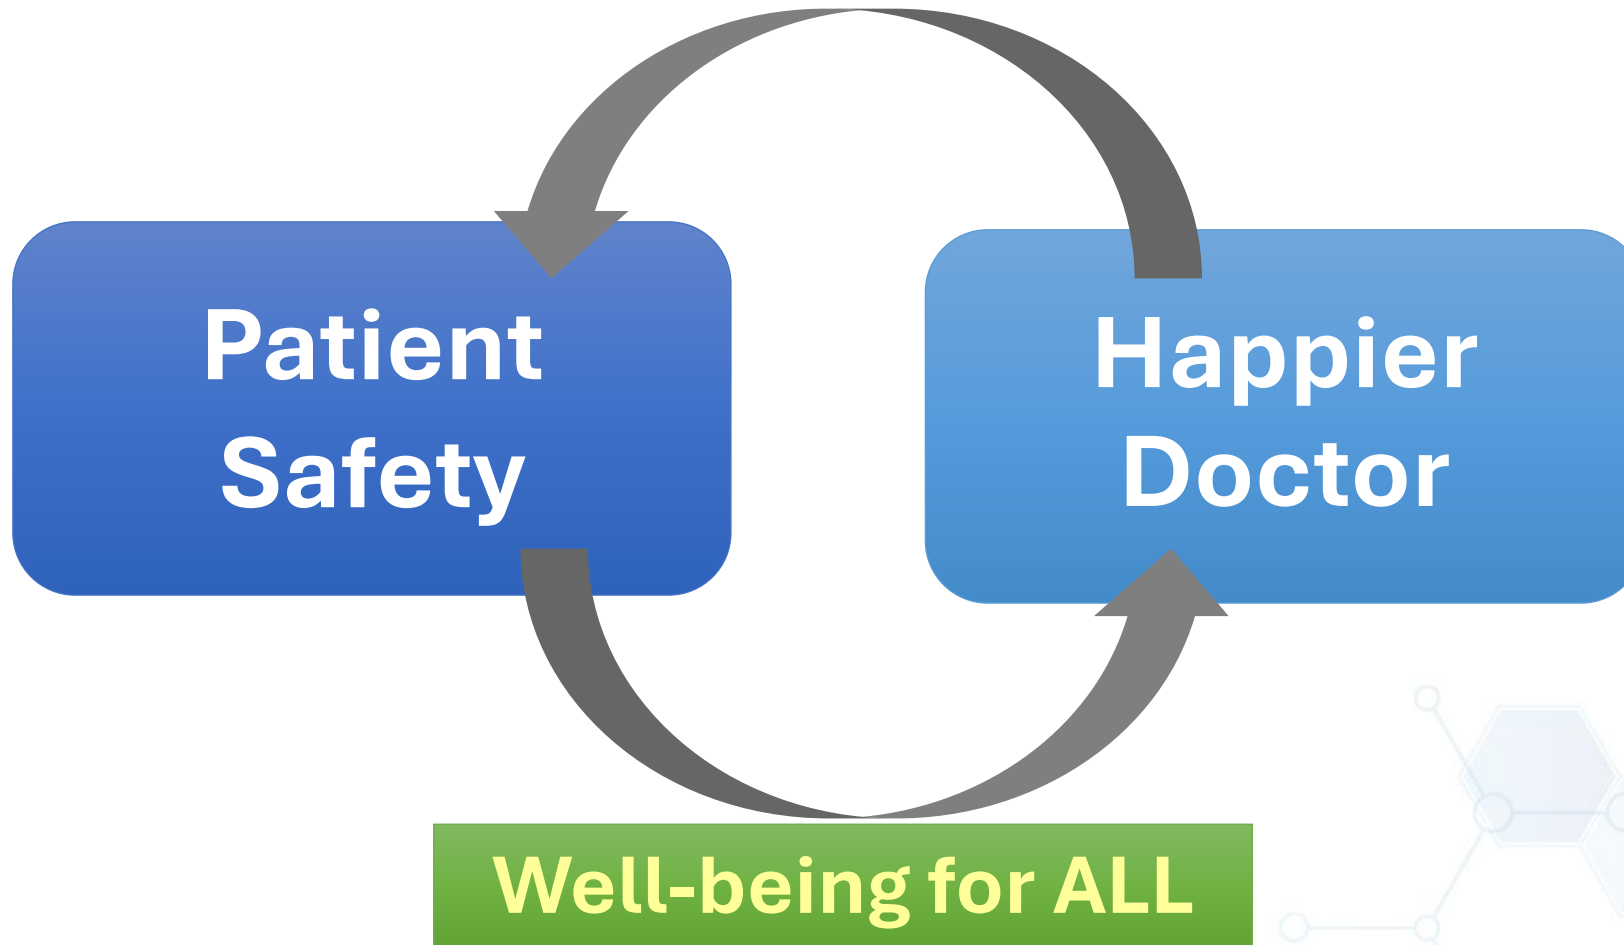 Patient
Safety
Happier
Doctor
Well-being for ALL